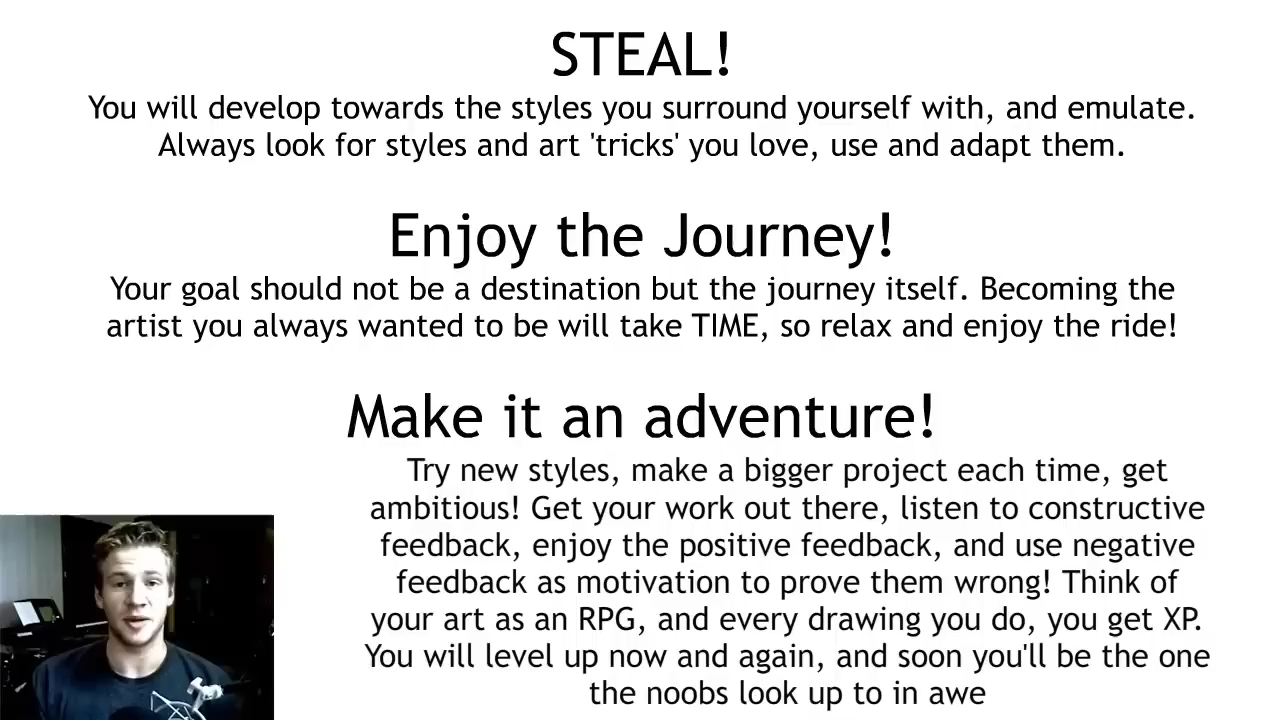 STEAL!
You will develop towards the styles you surround yourself with, and emulate.
Always look for styles and art 'tricks' you love, use and adapt them.
Enjoy the Journey!
Your goal should not be a destination but the journey itself. Becoming the
artist you always wanted to be will take TIME, so relax and enjoy the ride!
Make it an adventure!
Try new styles, make a bigger project each time, get
ambitious! Get your work out there, listen to constructive
feedback, enjoy the positive feedback, and use negative
feedback as motivation to prove them wrong! Think of
your art as an RPG, and every drawing you do, you get XP.
You will level up now and again, and soon you'll be the one
the noobs look up to in awe